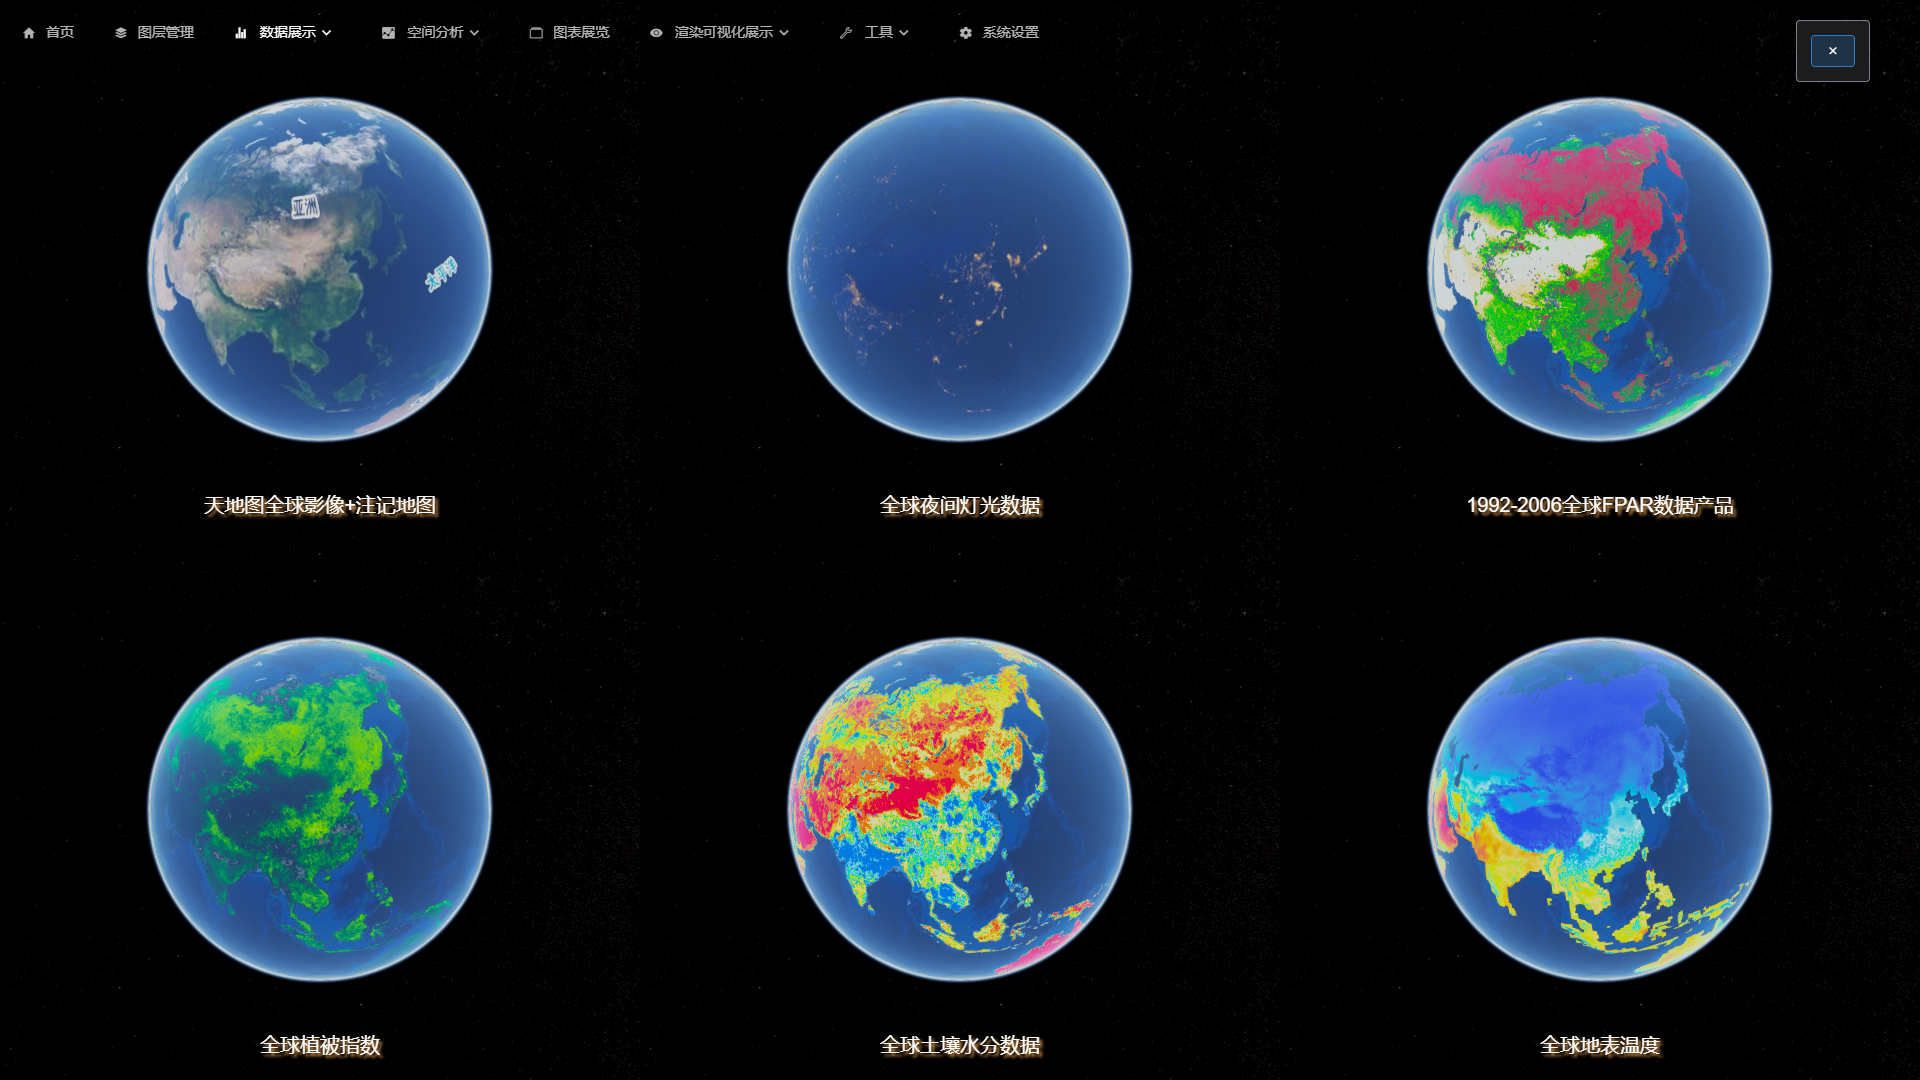 首页 图层管理 数据展示 空间分析 图表展览 渲染可视化展示 工具 系统设置
×
亚洲
太平洋
天地图全球影像+注记地图 全球夜间灯光数据 1992-2006全球FPAR数据产品
全球植被指数 全球土壤水分数据 全球地表温度